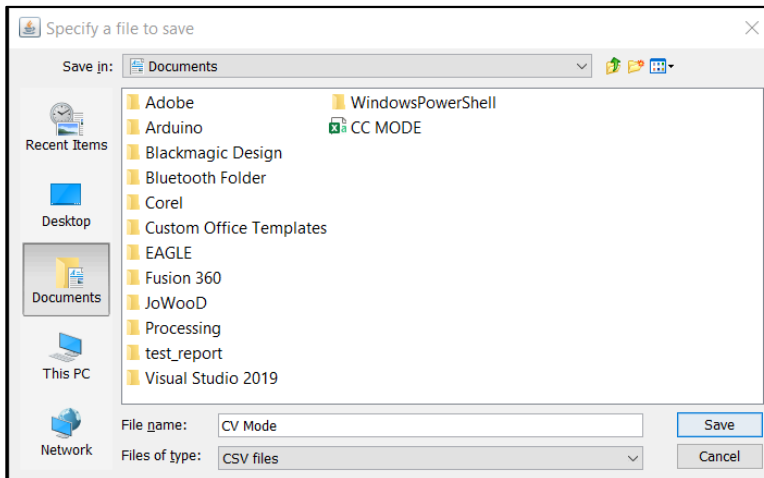 Specify a file to save
Save in: Documents
Recent Items
Desktop
Documents
This PC
Network
Adobe
Arduino
Blackmagic Design
Bluetooth Folder
Corel
Custom Office Templates
EAGLE
Fusion 360
JoWooD
Processing
test_report
Visual Studio 2019
WindowsPowerShell
CC MODE
File name: CV Mode
Save
Files of type: CSV files
Cancel